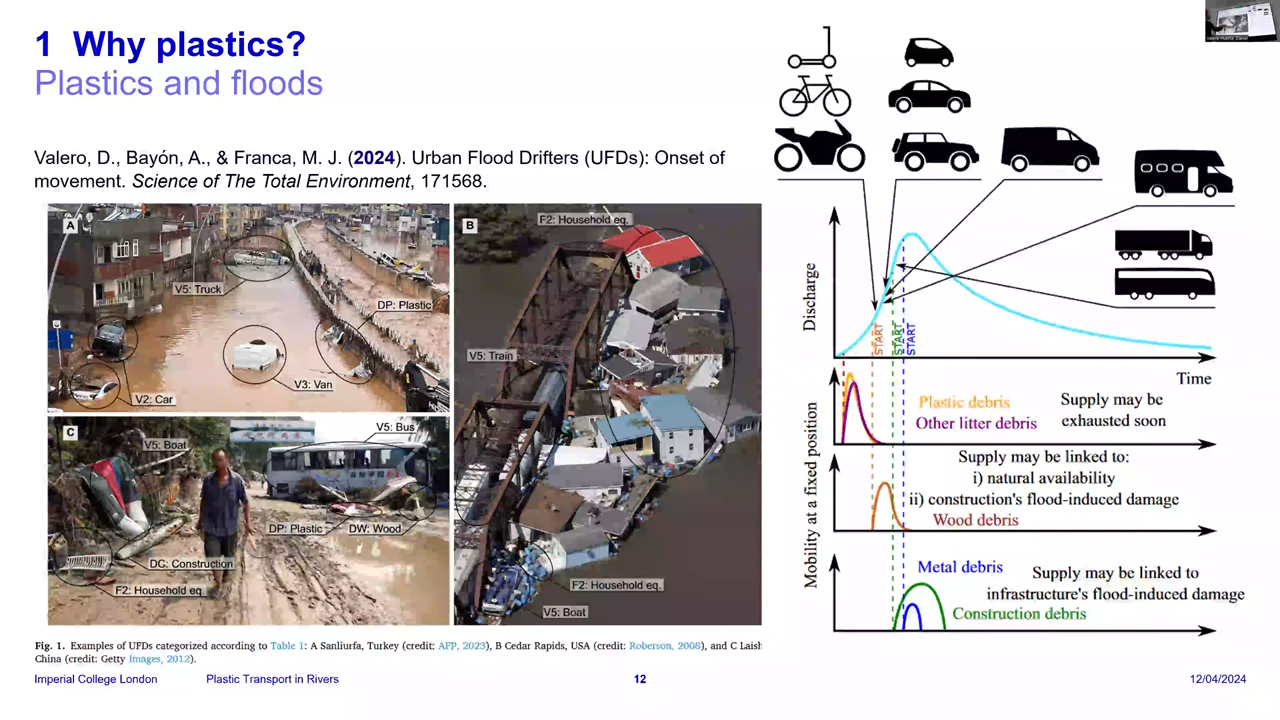 1 Why plastics?
Plastics and floods
Valero, D., Bayón, A., & Franca, M. J. (2024). Urban Flood Drifters (UFDs): Onset of
movement. Science of The Total Environment, 171568.
A
V5: Truck
DP: Plastic
V3: Van
V2: Car
B
F2: Household eq.
V5: Train
F2: Household eq.
V5: Boat
C
V5: Boat
V5: Bus
DP: Plastic
DW: Wood
DC: Construction
F2: Household eq.
Fig. 1. Examples of UFDs categorized according to Table 1: A Sanliurfa, Turkey (credit: AFP, 2023), B Cedar Rapids, USA (credit: Roberson, 2008), and C Laish
China (credit: Getty Images, 2012).
Discharge
START
START
START
Time
Mobility at a fixed position
Plastic debris
Other litter debris
Supply may be
exhausted soon
Supply may be linked to:
i) natural availability
ii) construction's flood-induced damage
Wood debris
Metal debris
Supply may be linked to
infrastructure's flood-induced damage
Construction debris
Imperial College London
Plastic Transport in Rivers
12
12/04/2024